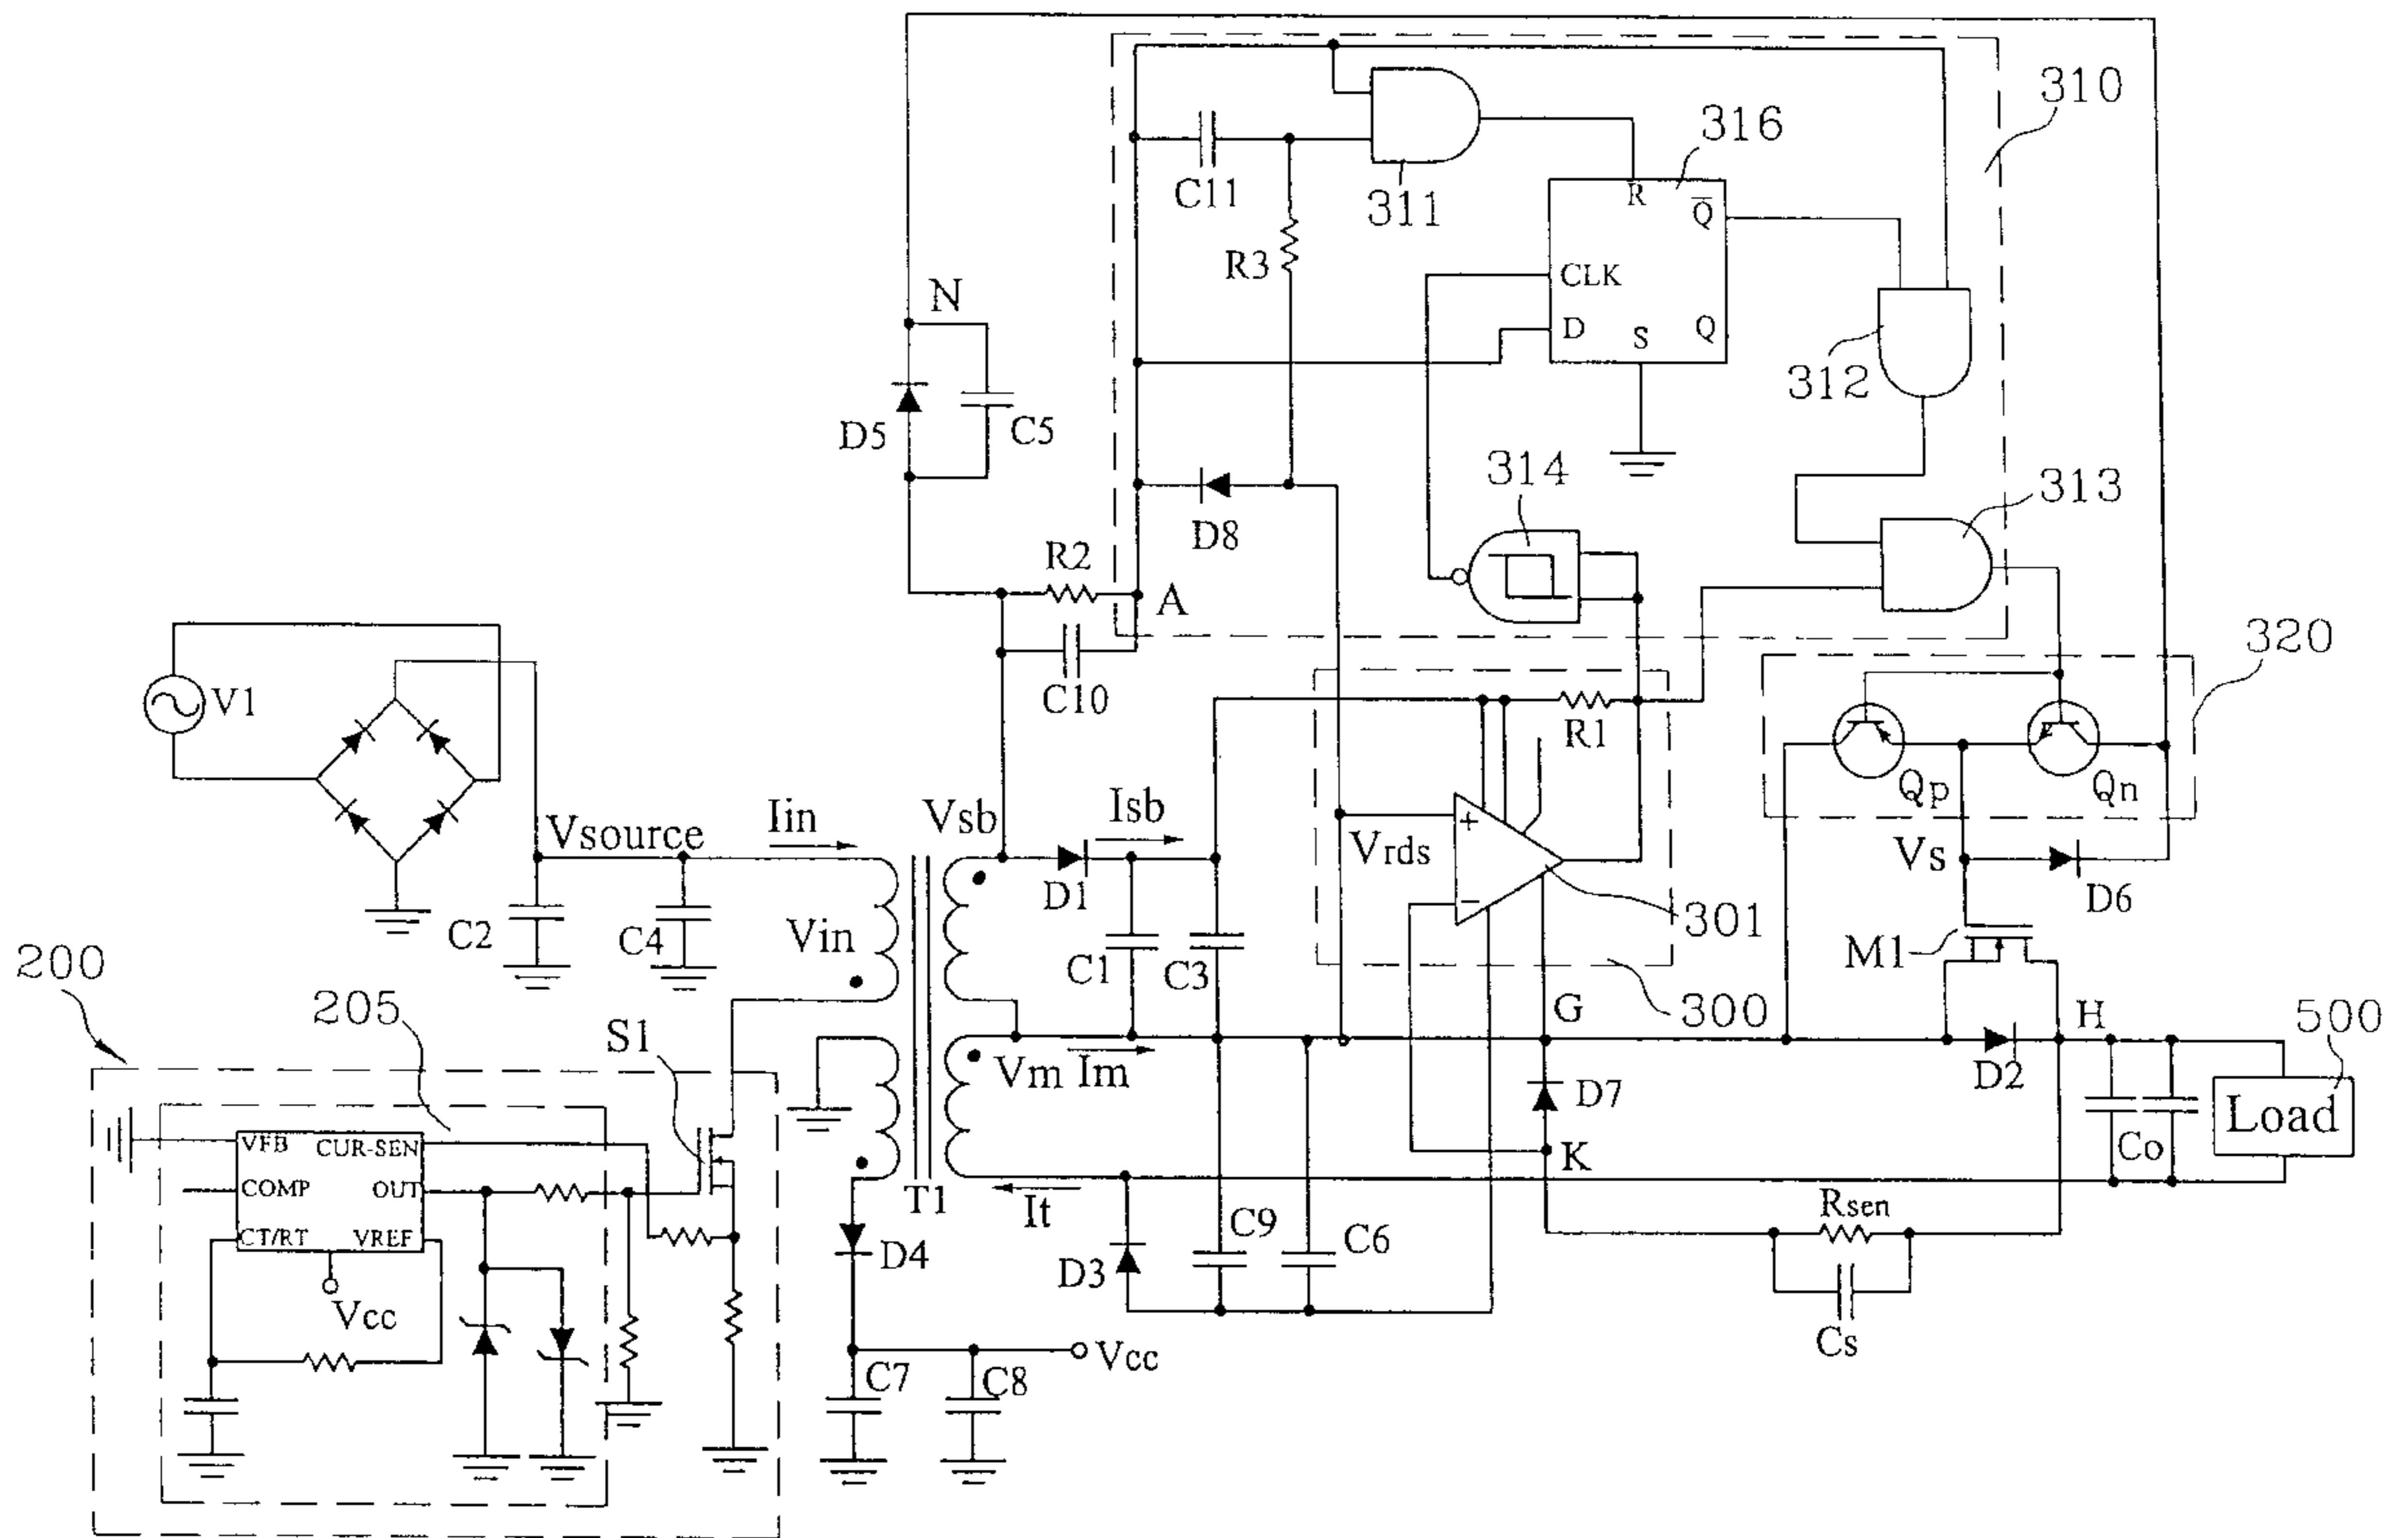 310
316
R
Q̄
C11
311
R3
CLK
N
D
S
Q
312
D5
C5
314
313
D8
R2
A
320
C10
R1
V1
Qp
Qn
Iin
Vsb
Isb
Vsource
Vrds
+
Vs
D1
D6
−
301
C2
C4
Vin
C1
C3
M1
200
205
S1
G
300
H
500
Vm
Im
D2
D7
Load
VFB
CUR-SEN
K
Co
COMP
OUT
T1
It
Rsen
CT/RT
VREF
D4
D3
C9
C6
Vcc
Cs
C7
C8
Vcc